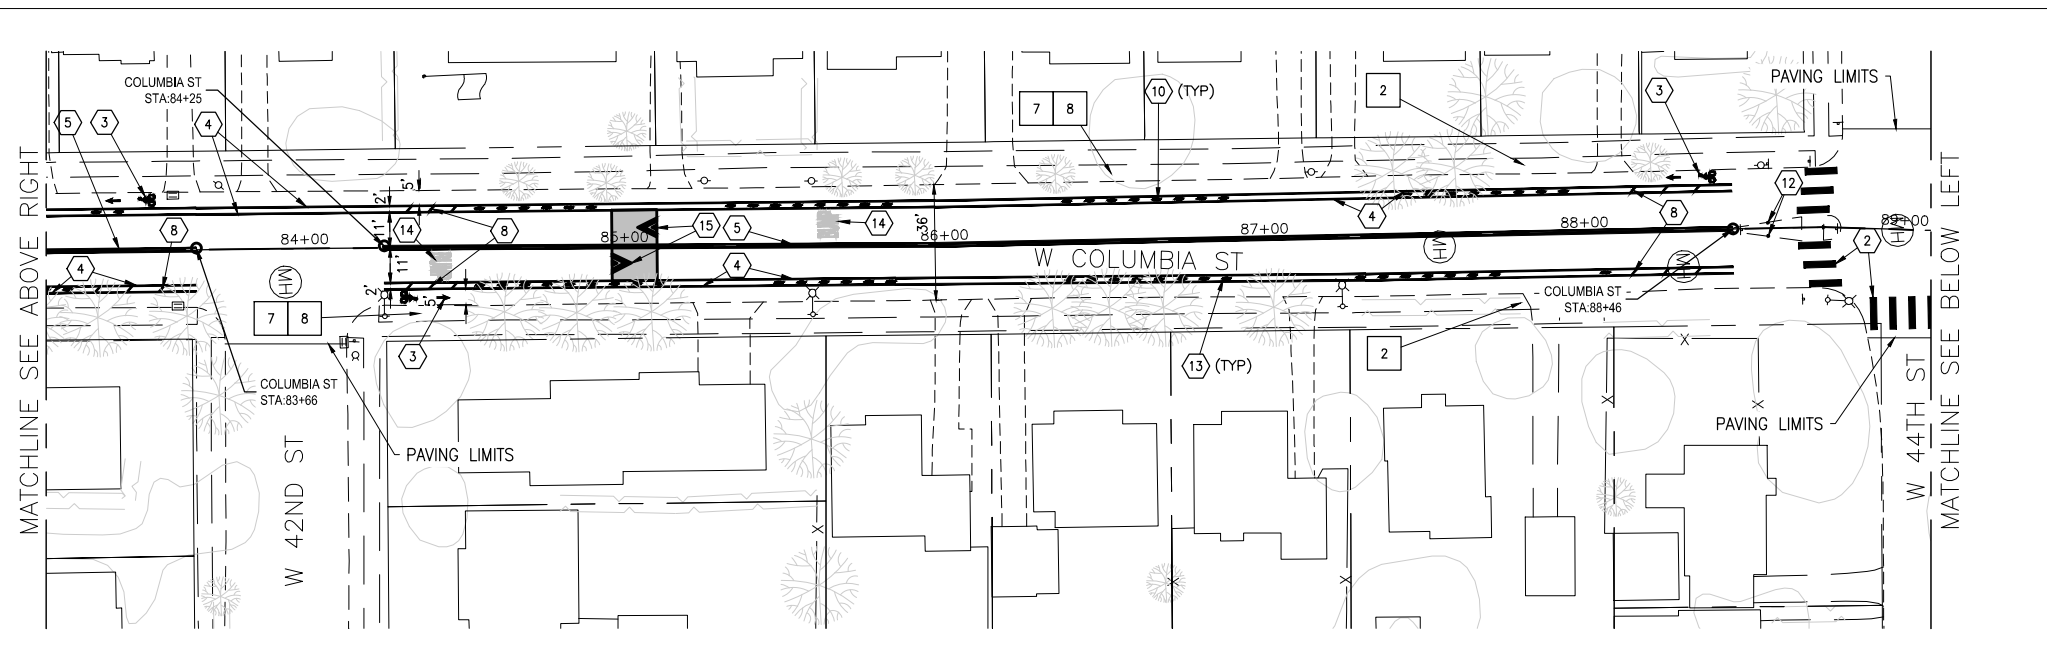 COLUMBIA ST
STA:84+25
PAVING LIMITS
5
3
4
7
8
10
(TYP)
2
3
12
MATCHLINE SEE ABOVE RIGHT
5'
2'
11'
14
8
15
5
14
36'
4
8
2
84+00
85+00
86+00
87+00
88+00
89+00
8
4
11'
4
W COLUMBIA ST
MH
MH
MH
MH
2'
5'
7
8
3
COLUMBIA ST
STA:88+46
2
13
(TYP)
COLUMBIA ST
STA:83+66
PAVING LIMITS
PAVING LIMITS
W 42ND ST
W 44TH ST
MATCHLINE SEE BELOW LEFT
X
X
X
X
X
X